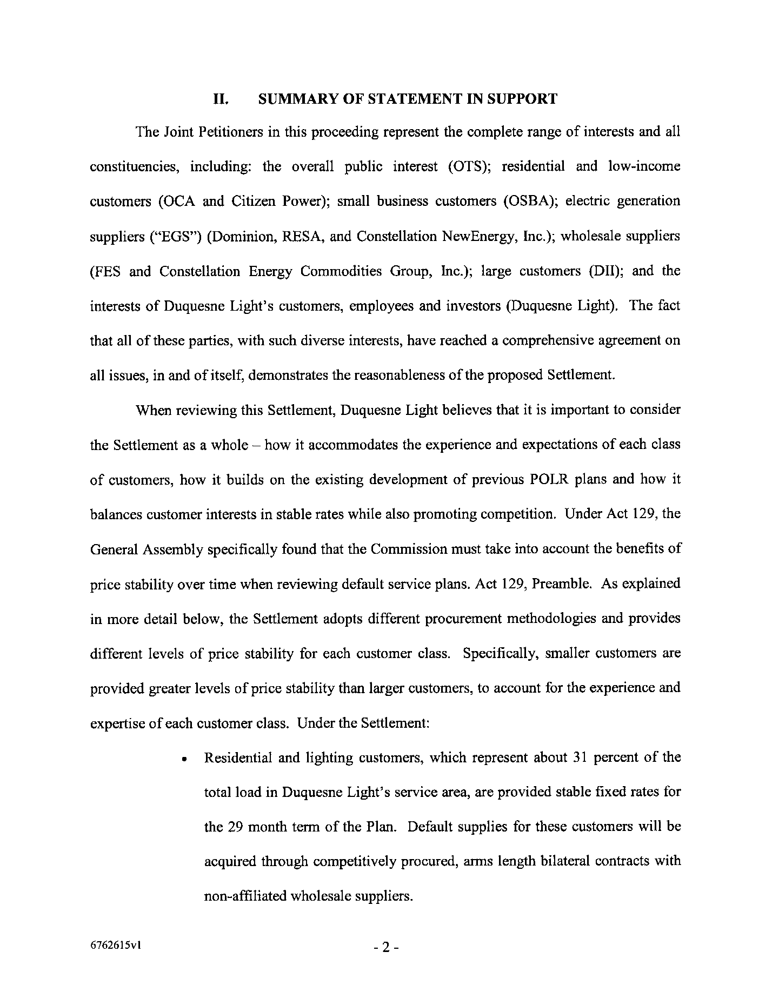 II. SUMMARY OF STATEMENT IN SUPPORT
The Joint Petitioners in this proceeding represent the complete range of interests and all
constituencies, including: the overall public interest (OTS); residential and low-income
customers (OCA and Citizen Power); small business customers (OSBA); electric generation
suppliers (“EGS”) (Dominion, RESA, and Constellation NewEnergy, Inc.); wholesale suppliers
(FES and Constellation Energy Commodities Group, Inc.); large customers (DII); and the
interests of Duquesne Light’s customers, employees and investors (Duquesne Light). The fact
that all of these parties, with such diverse interests, have reached a comprehensive agreement on
all issues, in and of itself, demonstrates the reasonableness of the proposed Settlement.
When reviewing this Settlement, Duquesne Light believes that it is important to consider
the Settlement as a whole – how it accommodates the experience and expectations of each class
of customers, how it builds on the existing development of previous POLR plans and how it
balances customer interests in stable rates while also promoting competition. Under Act 129, the
General Assembly specifically found that the Commission must take into account the benefits of
price stability over time when reviewing default service plans. Act 129, Preamble. As explained
in more detail below, the Settlement adopts different procurement methodologies and provides
different levels of price stability for each customer class. Specifically, smaller customers are
provided greater levels of price stability than larger customers, to account for the experience and
expertise of each customer class. Under the Settlement:
• Residential and lighting customers, which represent about 31 percent of the
total load in Duquesne Light’s service area, are provided stable fixed rates for
the 29 month term of the Plan. Default supplies for these customers will be
acquired through competitively procured, arms length bilateral contracts with
non-affiliated wholesale suppliers.
6762615v1
- 2 -